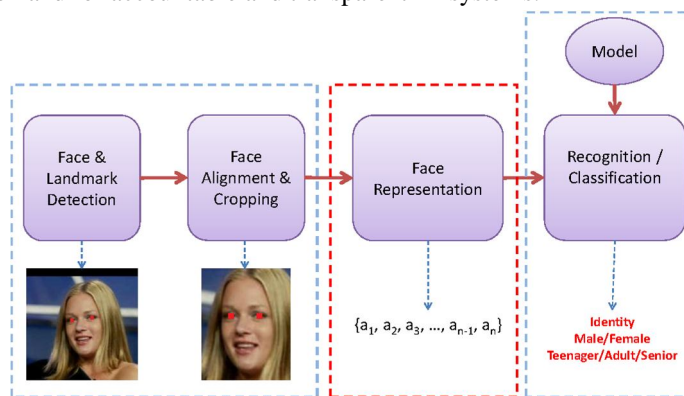 Model
Face &
Landmark
Detection
Face
Alignment &
Cropping
Face
Representation
Recognition /
Classification
{a1, a2, a3, …, an-1, an}
Identity
Male/Female
Teenager/Adult/Senior